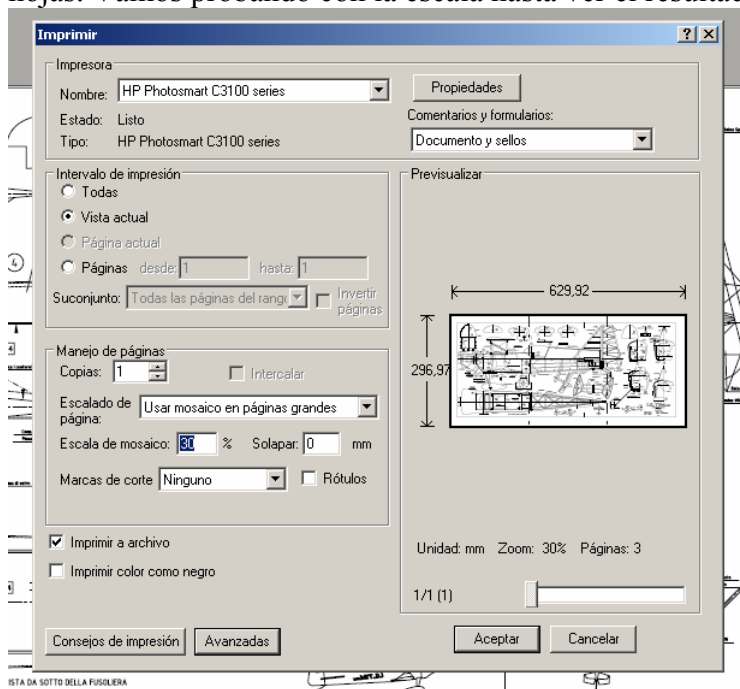 hojas. Vamos probando con la escala hasta ver el resultad
Imprimir
Impresora
Nombre: HP Photosmart C3100 series
Propiedades
Estado: Listo
Comentarios y formularios:
Tipo: HP Photosmart C3100 series
Documento y sellos
Intervalo de impresión
Previsualizar
Todas
Vista actual
Página actual
Páginas desde: 1 hasta: 1
Suconjunto: Todas las páginas del rango
Invertir páginas
629,92
296,97
Manejo de páginas
Copias: 1
Intercalar
Escalado de página: Usar mosaico en páginas grandes
Escala de mosaico: 30 % Solapar: 0 mm
Marcas de corte Ninguno
Rótulos
Imprimir a archivo
Imprimir color como negro
Unidad: mm Zoom: 30% Páginas: 3
1/1 (1)
Consejos de impresión
Avanzadas
Aceptar
Cancelar
4
ISTA DA SOTTO DELLA FUSOLIERA